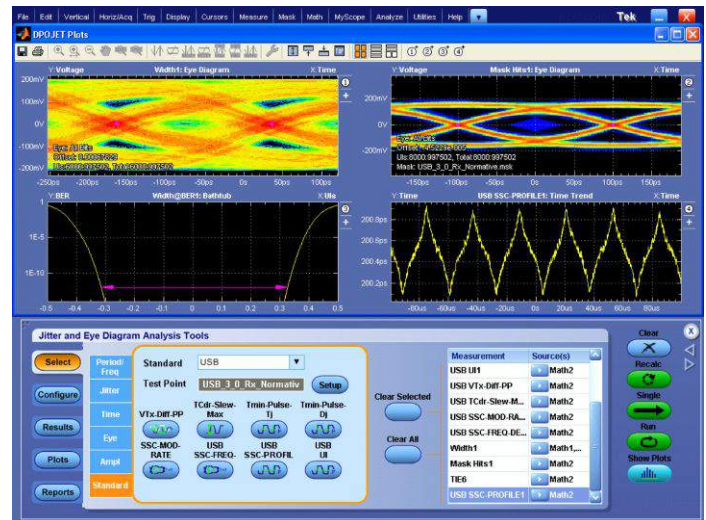 File Edit Vertical Horiz/Acq Trig Display Cursors Measure Mask Math MyScope Analyze Utilities Help Tek
DPOJET Plots
Y:Voltage Width1: Eye Diagram X:Time
200mV
100mV
0V
-100mV
-200mV
Eye: All Bits
UIs:8000:997502, Total:8000:997502
-250ps -200ps -150ps -100ps -50ps 0s 50ps 100ps
Y:Voltage Mask Hits1: Eye Diagram X:Time
200mV
0V
-200mV
Eye: All Bits
UIs:8000:997502, Total:8000:997502
Mask: USB_3_0_Rx_Normative.msk
-150ps -100ps -50ps 0s 50ps 100ps 150ps
Y:BER Width@BER1: Bathtub X:UIs
1
1E-5
1E-10
-0.5 -0.4 -0.3 -0.2 -0.1 0 0.1 0.2 0.3 0.4 0.5
Y:Time USB SSC-PROFILE1: Time Trend X:Time
200.8ps
200.6ps
200.4ps
200.2ps
-80us -60us -40us -20us 0s 20us 40us 60us 80us
Jitter and Eye Diagram Analysis Tools
Select
Configure
Results
Plots
Reports
Period/
Freq
Jitter
Time
Eye
Ampl
Standard
Standard USB
Test Point USB_3_0_Rx_Normativ Setup
VTx-Diff-PP
TCdr-Slew-
Max
Tmin-Pulse-
Tj
Tmin-Pulse-
Dj
SSC-MOD-
RATE
USB
SSC-FREQ-
USB
SSC-PROFIL
USB
UI
Clear Selected
Clear All
Measurement Source(s)
USB UI1 Math2
USB VTx-Diff-PP Math2
USB TCdr-Slew-M... Math2
USB SSC-MOD-RA... Math2
USB SSC-FREQ-DE... Math2
Width1 Math1,...
Mask Hits1 Math2
TIE6 Math2
USB SSC-PROFILE1 Math2
Clear
Recalc
Single
Run
Show Plots